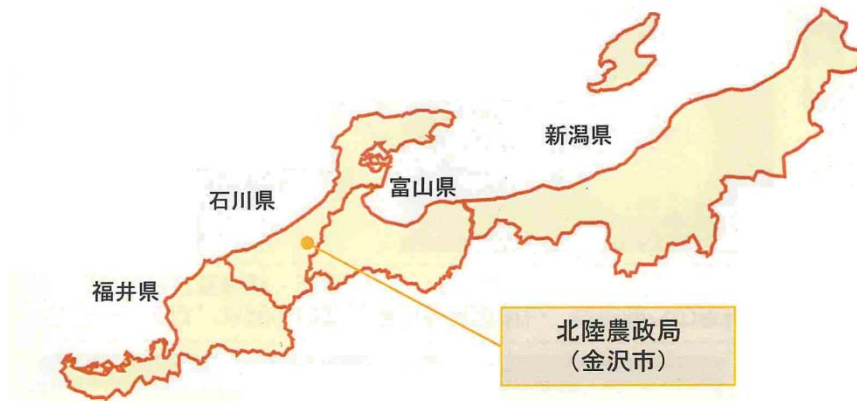 新潟県
富山県
石川県
福井県
北陸農政局
（金沢市）